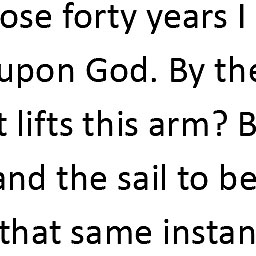 ose forty years I
upon God. By the
t lifts this arm? B
and the sail to be
that same instan